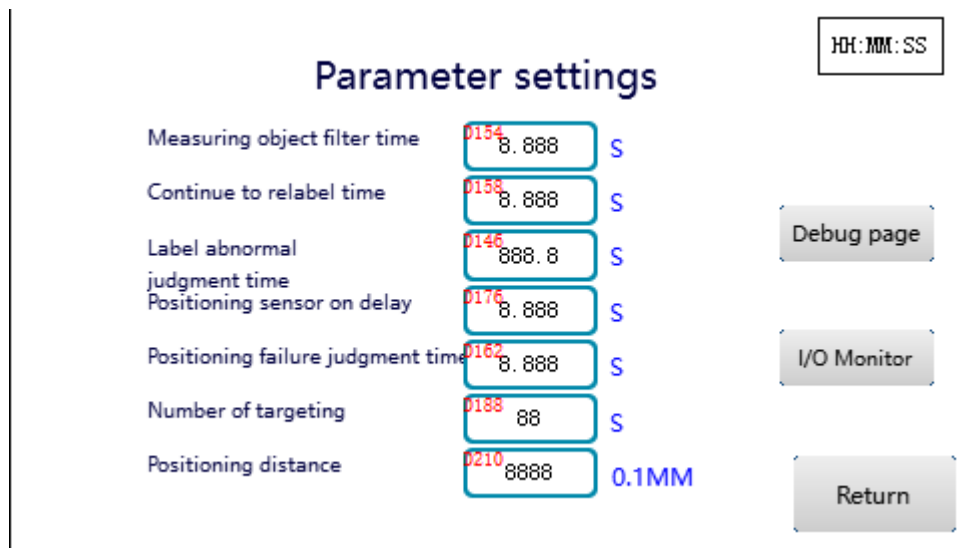 HH:MM:SS
Parameter settings
Measuring object filter time D154 8.888 S
Continue to relabel time D158 8.888 S
Label abnormal
judgment time D146 888.8 S
Positioning sensor on delay D176 8.888 S
Positioning failure judgment time D162 8.888 S
Number of targeting D188 88 S
Positioning distance D210 8888 0.1MM
Debug page
I/O Monitor
Return